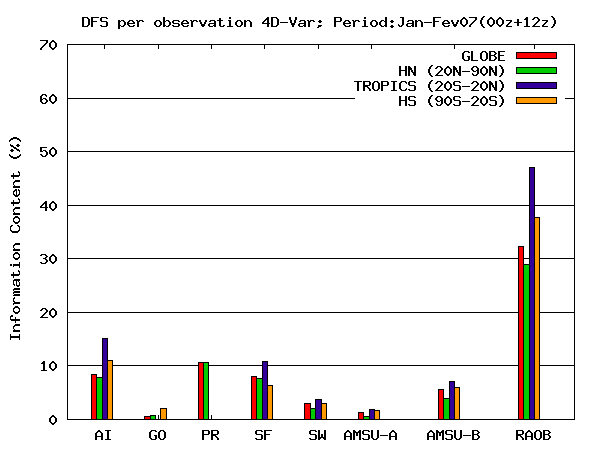 DFS per observation 4D-Var; Period:Jan-Fev07(00z+12z)
70
60
50
40
30
20
10
0
Information Content (%)
GLOBE
HN (20N-90N)
TROPICS (20S-20N)
HS (90S-20S)
AI GO PR SF SW AMSU-A AMSU-B RAOB